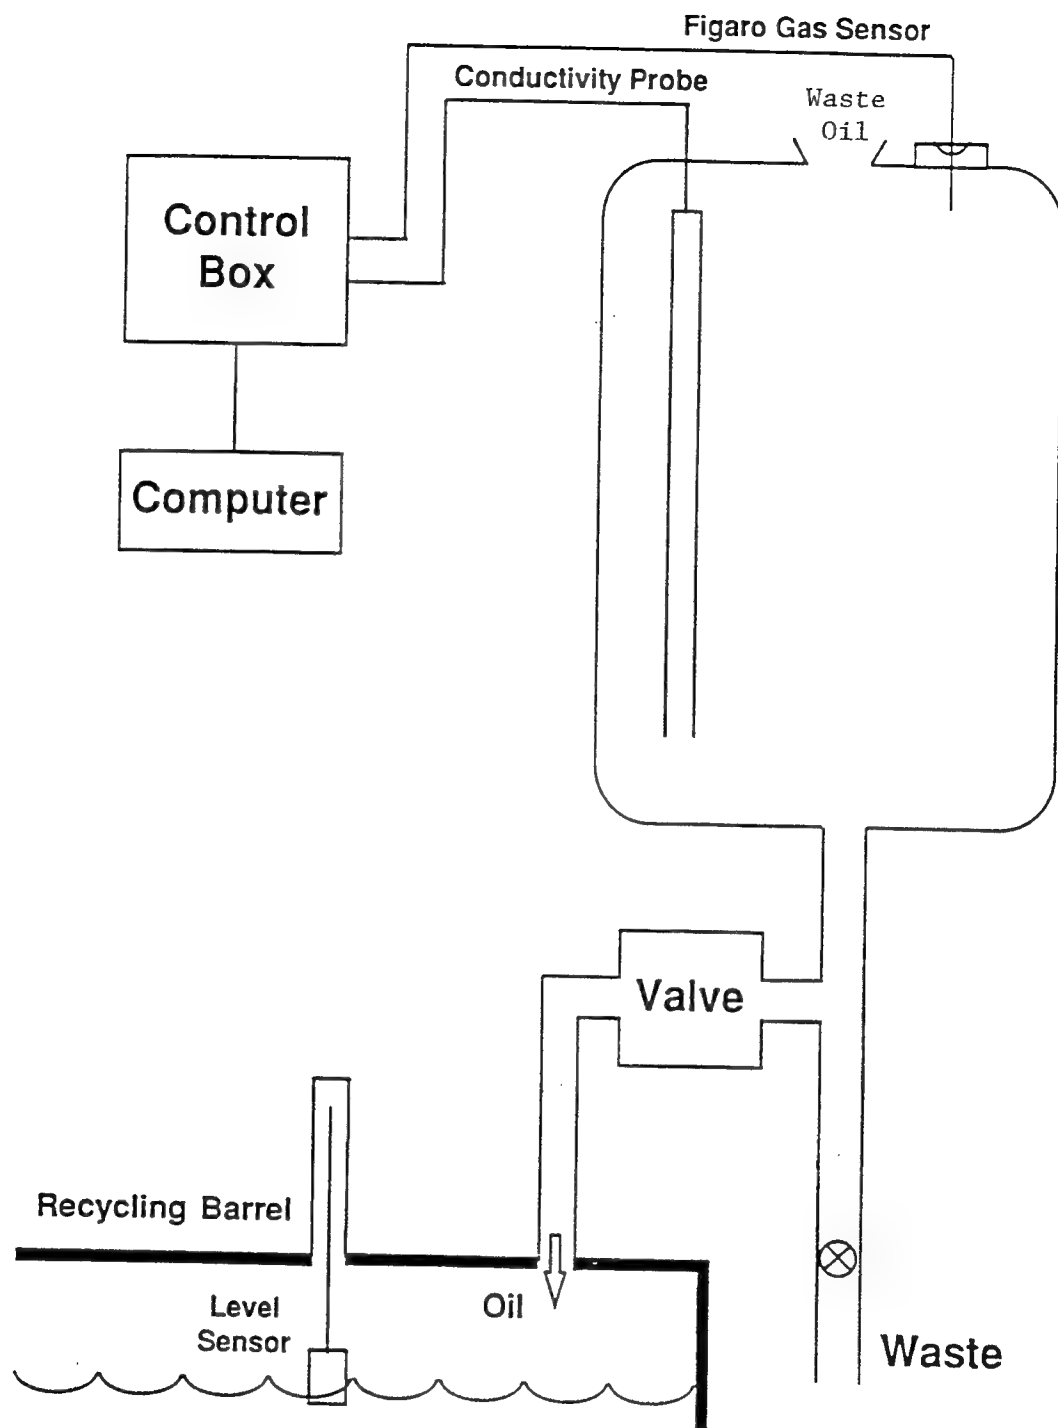 Figaro Gas Sensor
Conductivity Probe
Waste
Oil
Control
Box
Computer
Valve
Recycling Barrel
Level
Sensor
Oil
Waste